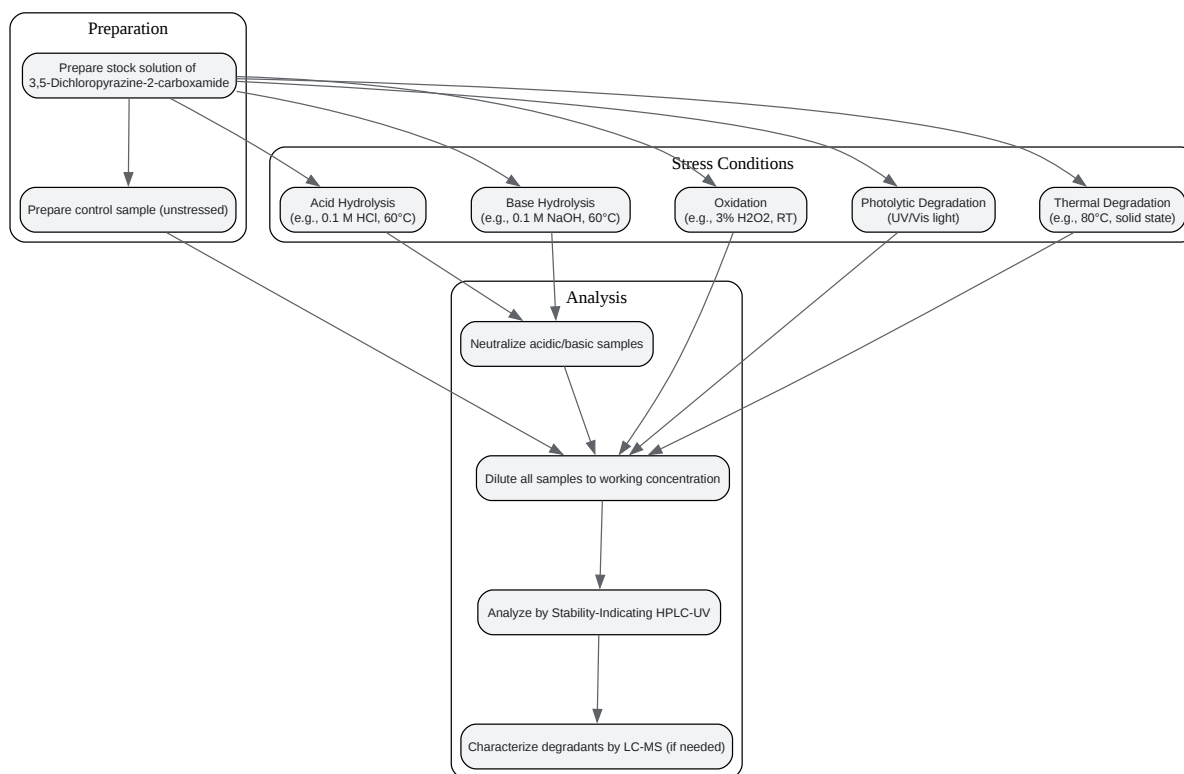 Preparation
Prepare stock solution of
3,5-Dichloropyrazine-2-carboxamide
Prepare control sample (unstressed)
Stress Conditions
Acid Hydrolysis
(e.g., 0.1 M HCl, 60°C)
Base Hydrolysis
(e.g., 0.1 M NaOH, 60°C)
Oxidation
(e.g., 3% H2O2, RT)
Photolytic Degradation
(UV/Vis light)
Thermal Degradation
(e.g., 80°C, solid state)
Analysis
Neutralize acidic/basic samples
Dilute all samples to working concentration
Analyze by Stability-Indicating HPLC-UV
Characterize degradants by LC-MS (if needed)